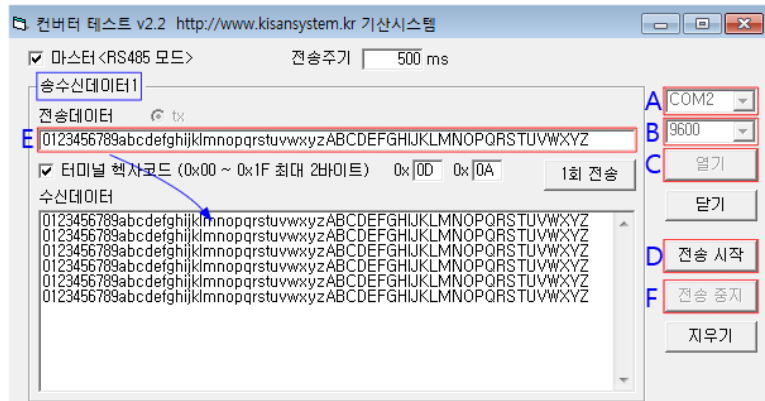 컨버터 테스트 v2.2 http://www.kisansystem.kr 기산시스템
마스터<RS485 모드> 전송주기 500 ms
송수신데이터1
전송데이터 tx
A COM2
E 0123456789abcdefghijklmnopqrstuvwxyzABCDEFGHIJKLMNOPQRSTUVWXYZ
B 9600
터미널 헥사코드 (0x00 ~ 0x1F 최대 2바이트) 0x 0D 0x 0A 1회 전송
C 열기
수신데이터
닫기
0123456789abcdefghijklmnopqrstuvwxyzABCDEFGHIJKLMNOPQRSTUVWXYZ
0123456789abcdefghijklmnopqrstuvwxyzABCDEFGHIJKLMNOPQRSTUVWXYZ
0123456789abcdefghijklmnopqrstuvwxyzABCDEFGHIJKLMNOPQRSTUVWXYZ
0123456789abcdefghijklmnopqrstuvwxyzABCDEFGHIJKLMNOPQRSTUVWXYZ
0123456789abcdefghijklmnopqrstuvwxyzABCDEFGHIJKLMNOPQRSTUVWXYZ
0123456789abcdefghijklmnopqrstuvwxyzABCDEFGHIJKLMNOPQRSTUVWXYZ
D 전송 시작
F 전송 중지
지우기